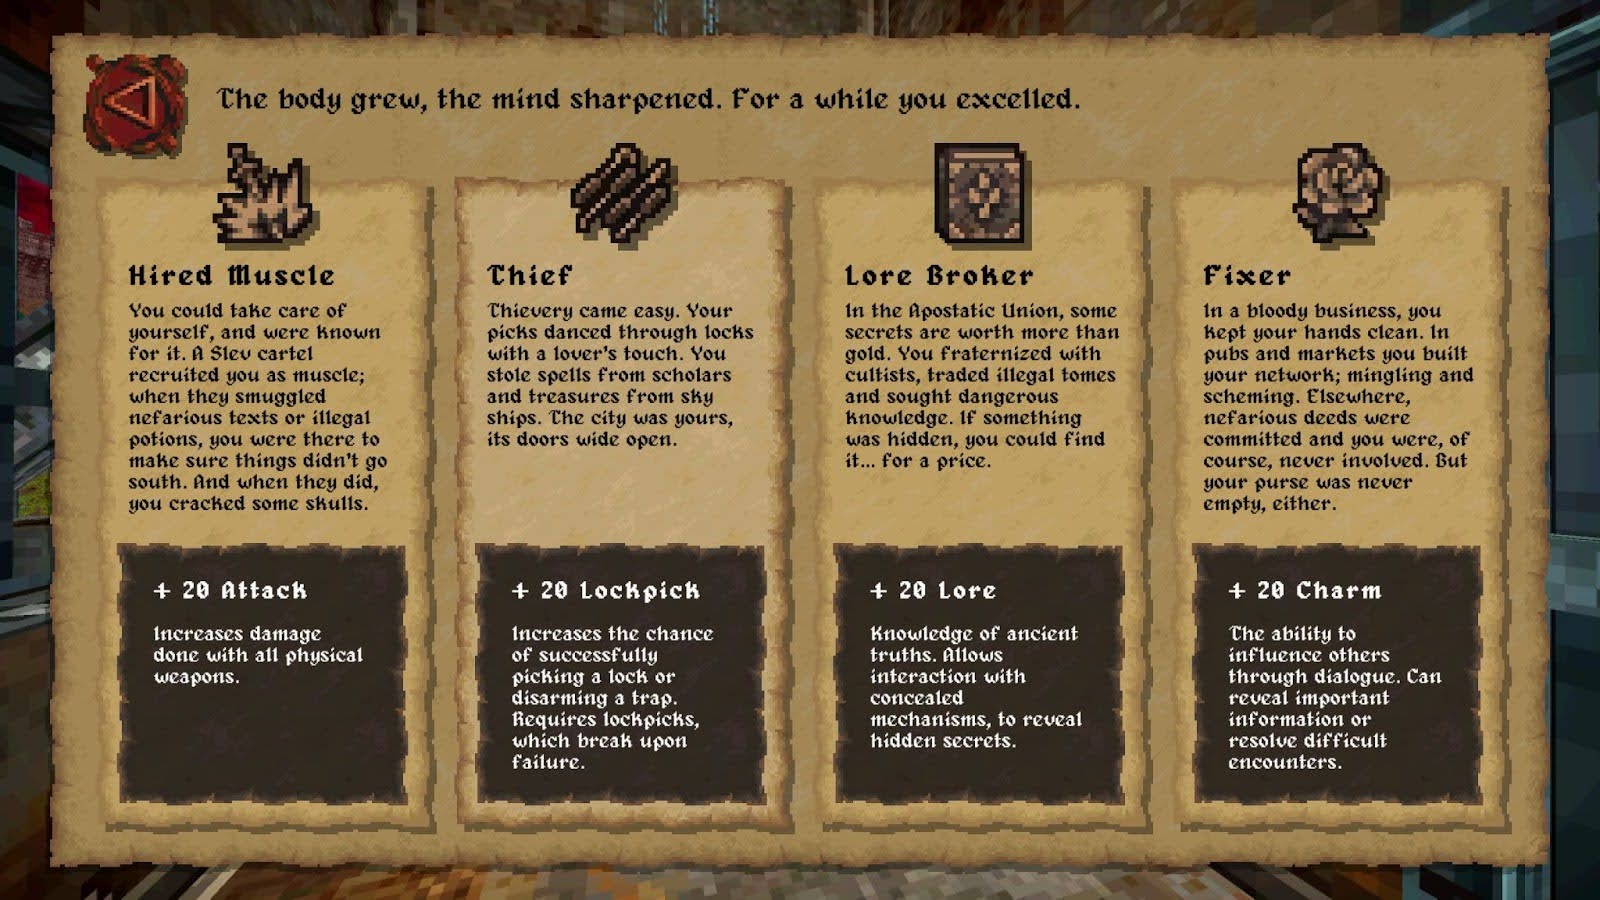 The body grew, the mind sharpened. For a while you excelled.
Hired Muscle
You could take care of
yourself, and were known
for it. A Slev cartel
recruited you as muscle;
when they smuggled
nefarious texts or illegal
potions, you were there to
make sure things didn't go
south. And when they did,
you cracked some skulls.
+ 20 Attack
Increases damage
done with all physical
weapons.
Thief
Thievery came easy. Your
picks danced through locks
with a lover's touch. You
stole spells from scholars
and treasures from sky
ships. The city was yours,
its doors wide open.
+ 20 Lockpick
Increases the chance
of successfully
picking a lock or
disarming a trap.
Requires lockpicks,
which break upon
failure.
Lore Broker
In the Apostatic Union, some
secrets are worth more than
gold. You fraternized with
cultists, traded illegal tomes
and sought dangerous
knowledge. If something
was hidden, you could find
it... for a price.
+ 20 Lore
Knowledge of ancient
truths. Allows
interaction with
concealed
mechanisms, to reveal
hidden secrets.
Fixer
In a bloody business, you
kept your hands clean. In
pubs and markets you built
your network; mingling and
scheming. Elsewhere,
nefarious deeds were
committed and you were, of
course, never involved. But
your purse was never
empty, either.
+ 20 Charm
The ability to
influence others
through dialogue. Can
reveal important
information or
resolve difficult
encounters.